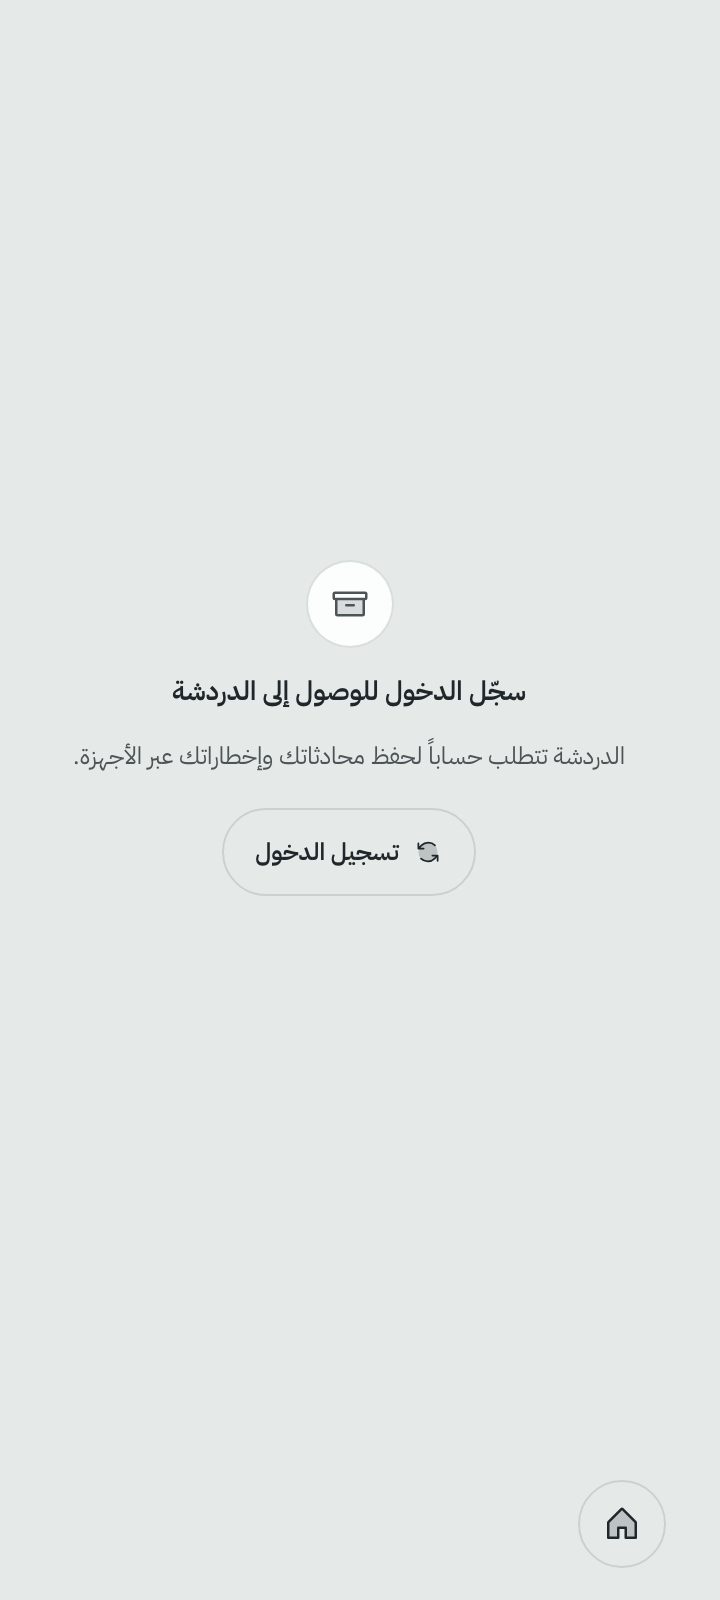 سجّل الدخول للوصول إلى الدردشة
الدردشة تتطلب حساباً لحفظ محادثاتك وإخطاراتك عبر الأجهزة.
تسجيل الدخول